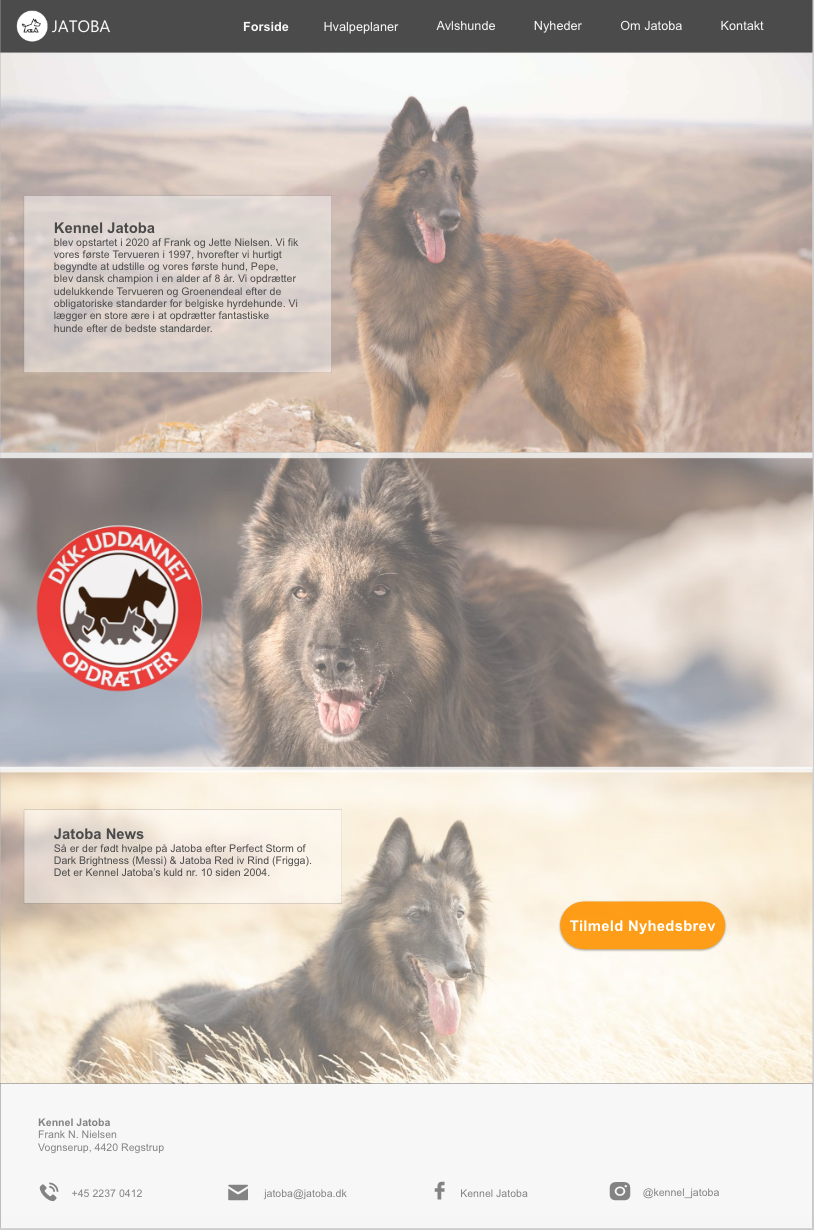 JATOBA
Forside Hvalpeplaner Avlshunde Nyheder Om Jatoba Kontakt
Kennel Jatoba
blev opstartet i 2020 af Frank og Jette Nielsen. Vi fik
vores første Tervueren i 1997, hvorefter vi hurtigt
begyndte at udstille og vores første hund, Pepe,
blev dansk champion i en alder af 8 år. Vi opdrætter
udelukkende Tervueren og Groenendeal efter de
obligatoriske standarder for belgiske hyrdehunde. Vi
lægger en store ære i at opdrætter fantastiske
hunde efter de bedste standarder.
DKK-UDDANNET
OPDRÆTTER
Jatoba News
Så er der født hvalpe på Jatoba efter Perfect Storm of
Dark Brightness (Messi) & Jatoba Red iv Rind (Frigga).
Det er Kennel Jatoba's kuld nr. 10 siden 2004.
Tilmeld Nyhedsbrev
Kennel Jatoba
Frank N. Nielsen
Vognserup, 4420 Regstrup
+45 2237 0412
jatoba@jatoba.dk
Kennel Jatoba
@kennel_jatoba